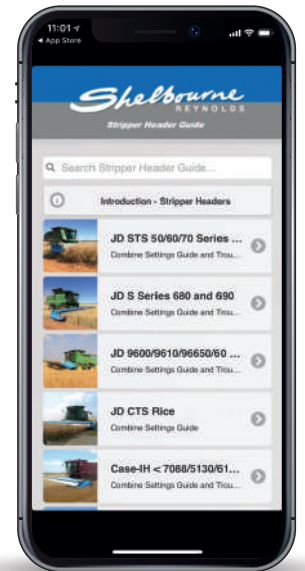 11:01
◀ App Store
Shelbourne
REYNOLDS
Stripper Header Guide
Search Stripper Header Guide...
Introduction - Stripper Headers
JD STS 50/60/70 Series ...
Combine Settings Guide and Trou...
JD S Series 680 and 690
Combine Settings Guide and Trou...
JD 9600/9610/96650/60 ...
Combine Settings Guide and Trou...
JD CTS Rice
Combine Settings Guide
Case-IH < 7088/5130/61...
Combine Settings Guide and Trou...